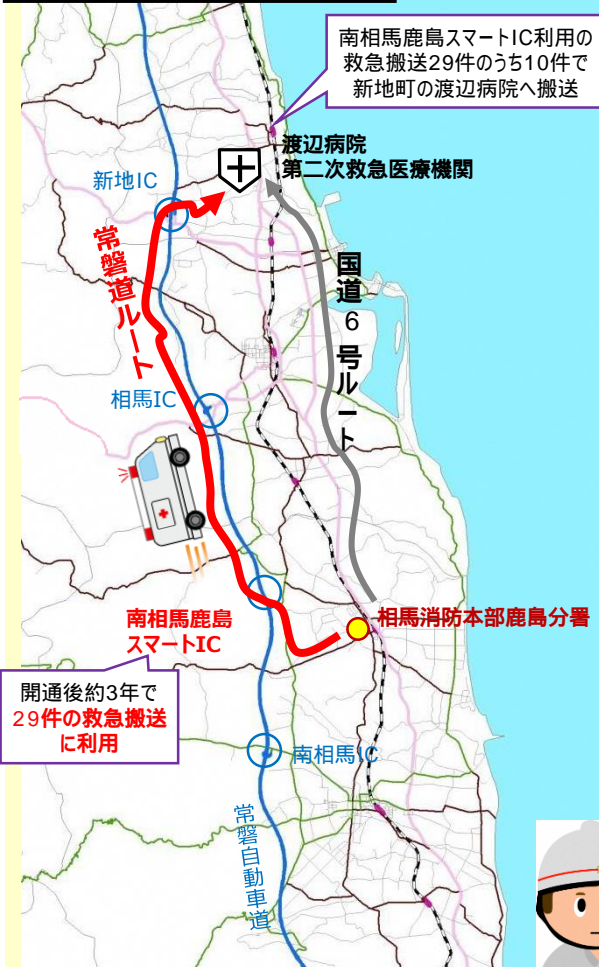 南相馬鹿島スマートIC利用の
救急搬送29件のうち10件で
新地町の渡辺病院へ搬送
渡辺病院
第二次救急医療機関
新地IC
常磐道ルート
国道6号ルート
相馬IC
南相馬鹿島
スマートIC
相馬消防本部鹿島分署
開通後約3年で
29件の救急搬送
に利用
南相馬IC
常磐自動車道